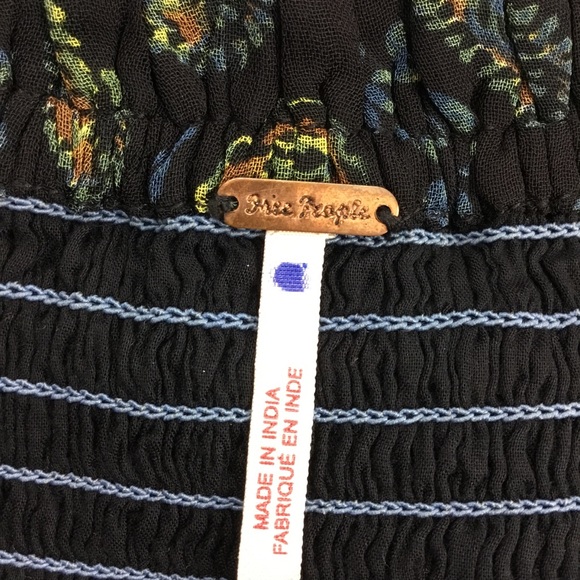 Free People
MADE IN INDIA
FABRIQUÉ EN INDE